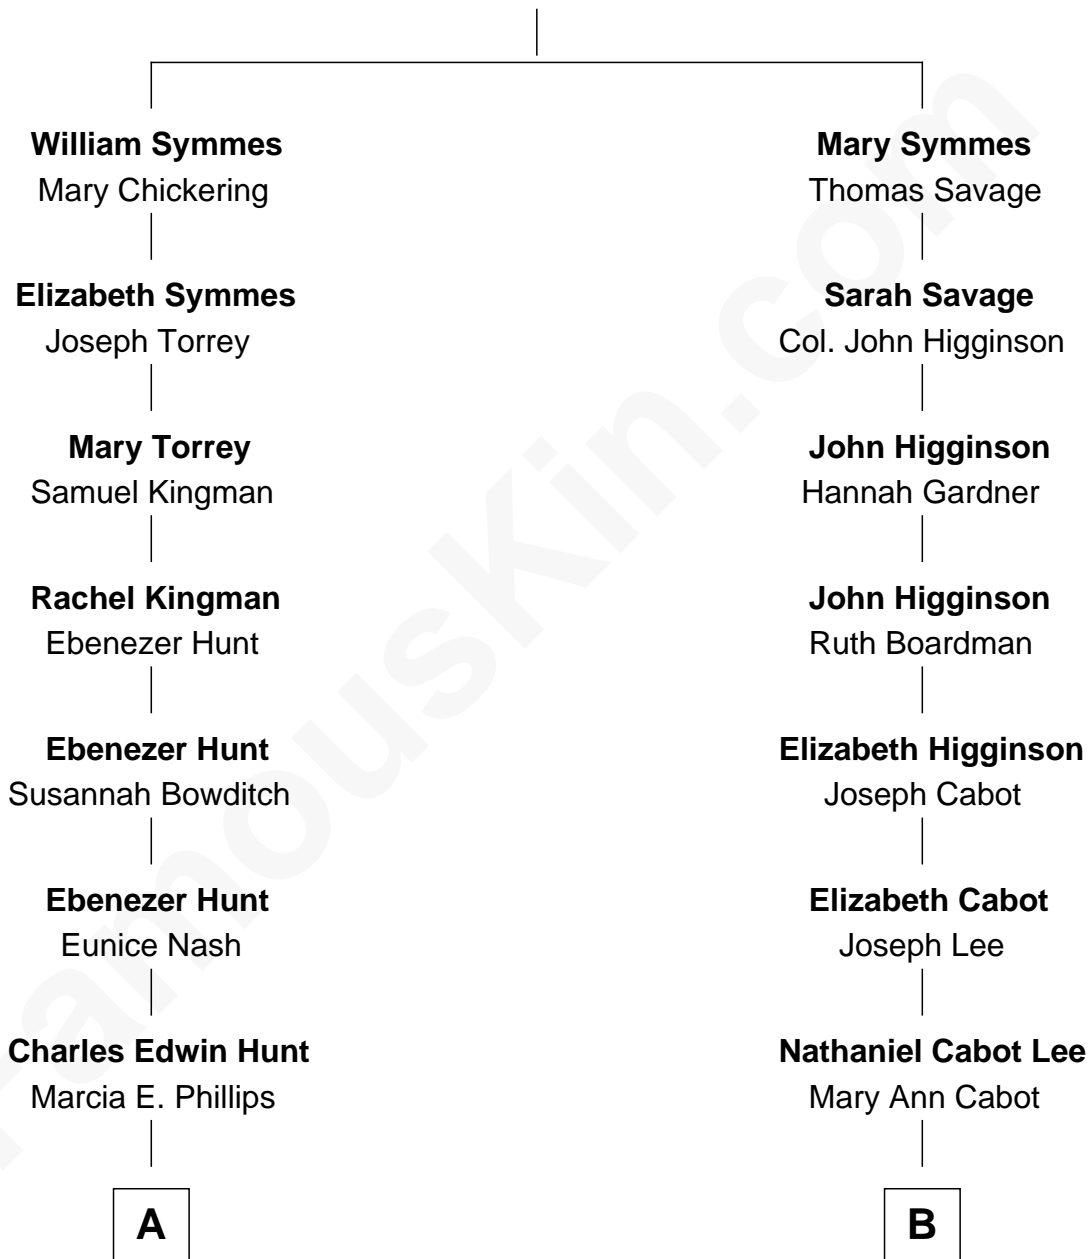 William Symmes
Mary Chickering
Elizabeth Symmes
Joseph Torrey
Mary Torrey
Samuel Kingman
Rachel Kingman
Ebenezer Hunt
Ebenezer Hunt
Susannah Bowditch
Ebenezer Hunt
Eunice Nash
Charles Edwin Hunt
Marcia E. Phillips
A
Mary Symmes
Thomas Savage
Sarah Savage
Col. John Higginson
John Higginson
Hannah Gardner
John Higginson
Ruth Boardman
Elizabeth Higginson
Joseph Cabot
Elizabeth Cabot
Joseph Lee
Nathaniel Cabot Lee
Mary Ann Cabot
B
FamousKin.com